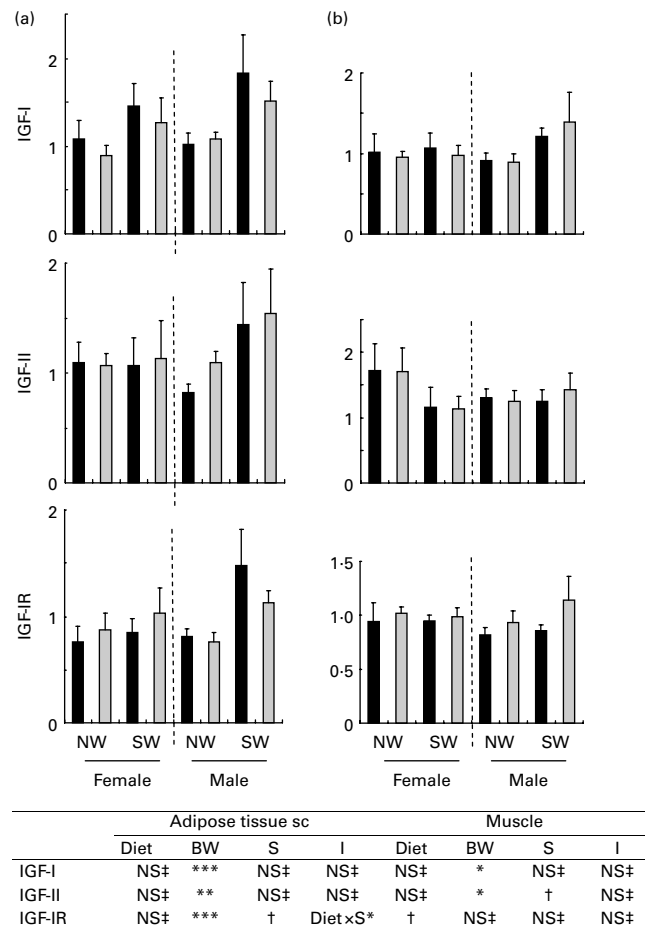 (a) (b)
IGF-I
2
1
0
2
1
0
IGF-II
2
1
0
2
1
0
IGF-IR
2
1
0
1·5
1·0
0·5
0
NW SW NW SW NW SW NW SW
Female Male Female Male
Adipose tissue sc Muscle
Diet BW S I Diet BW S I
IGF-I NS‡ *** NS‡ NS‡ NS‡ * NS‡ NS‡
IGF-II NS‡ ** NS‡ NS‡ NS‡ * † NS‡
IGF-IR NS‡ *** † Diet×S* † NS‡ NS‡ NS‡